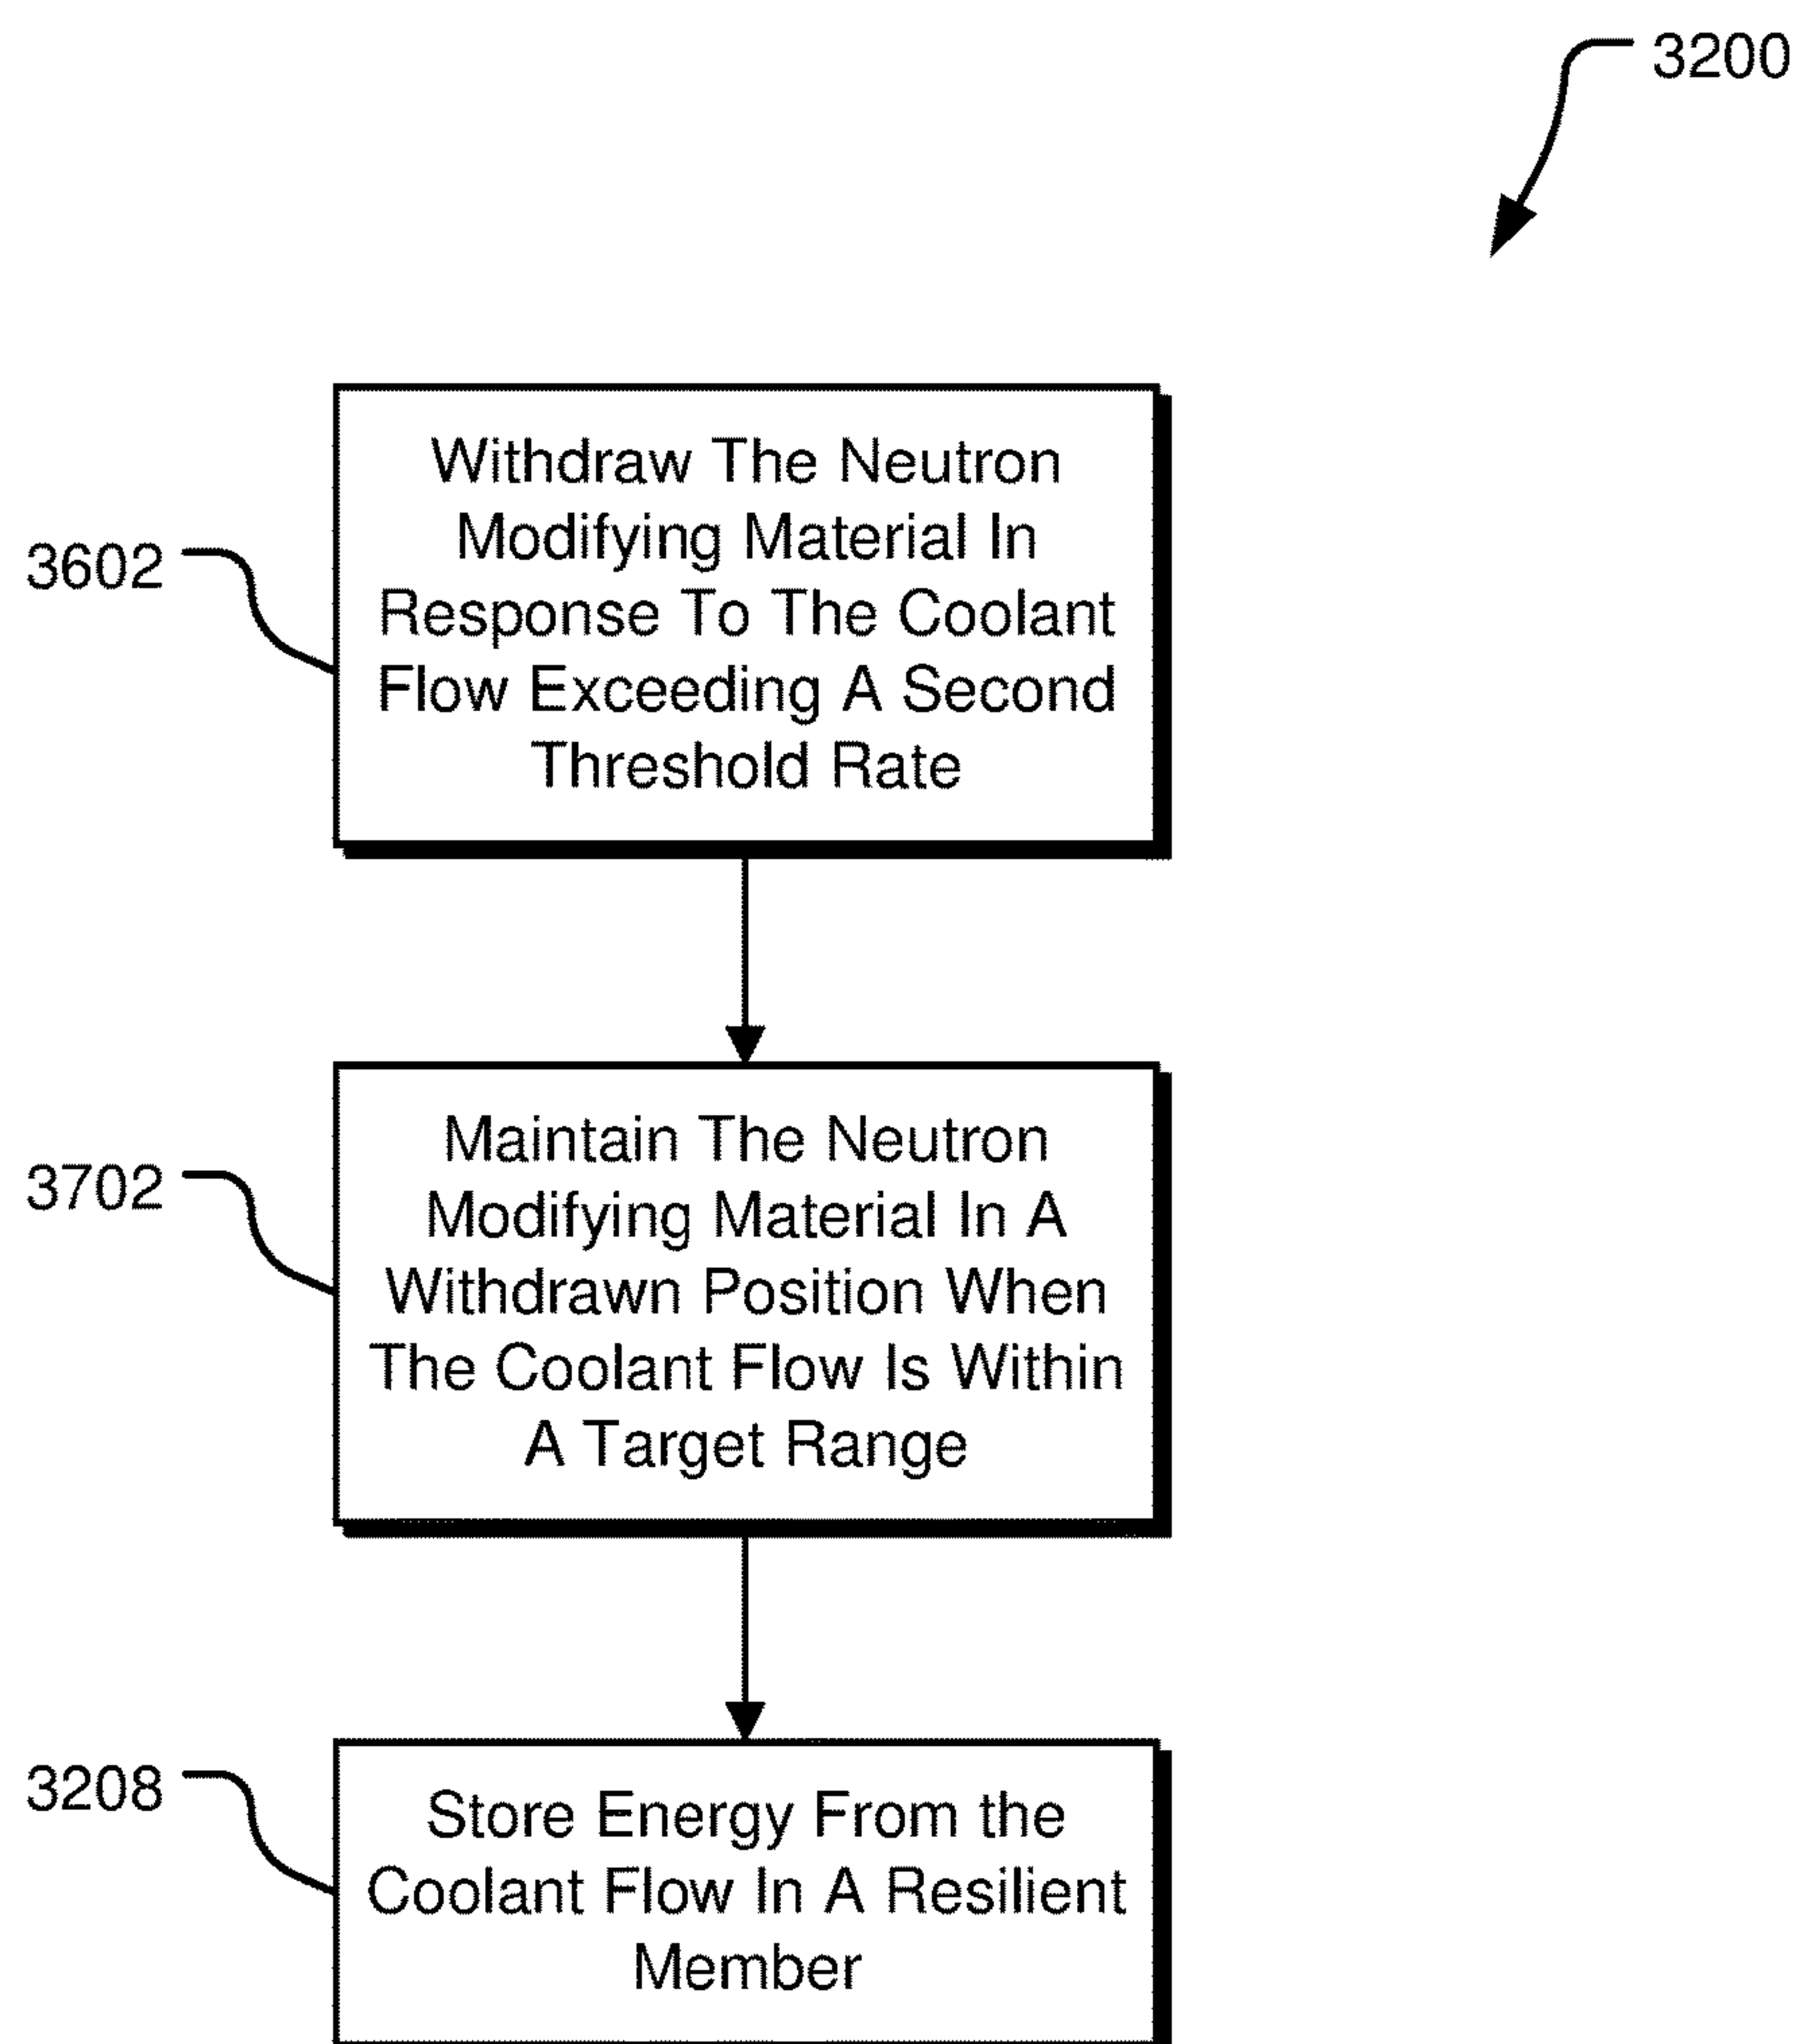 3200
Withdraw The Neutron
Modifying Material In
Response To The Coolant
Flow Exceeding A Second
Threshold Rate
3602
Maintain The Neutron
Modifying Material In A
Withdrawn Position When
The Coolant Flow Is Within
A Target Range
3702
Store Energy From the
Coolant Flow In A Resilient
Member
3208